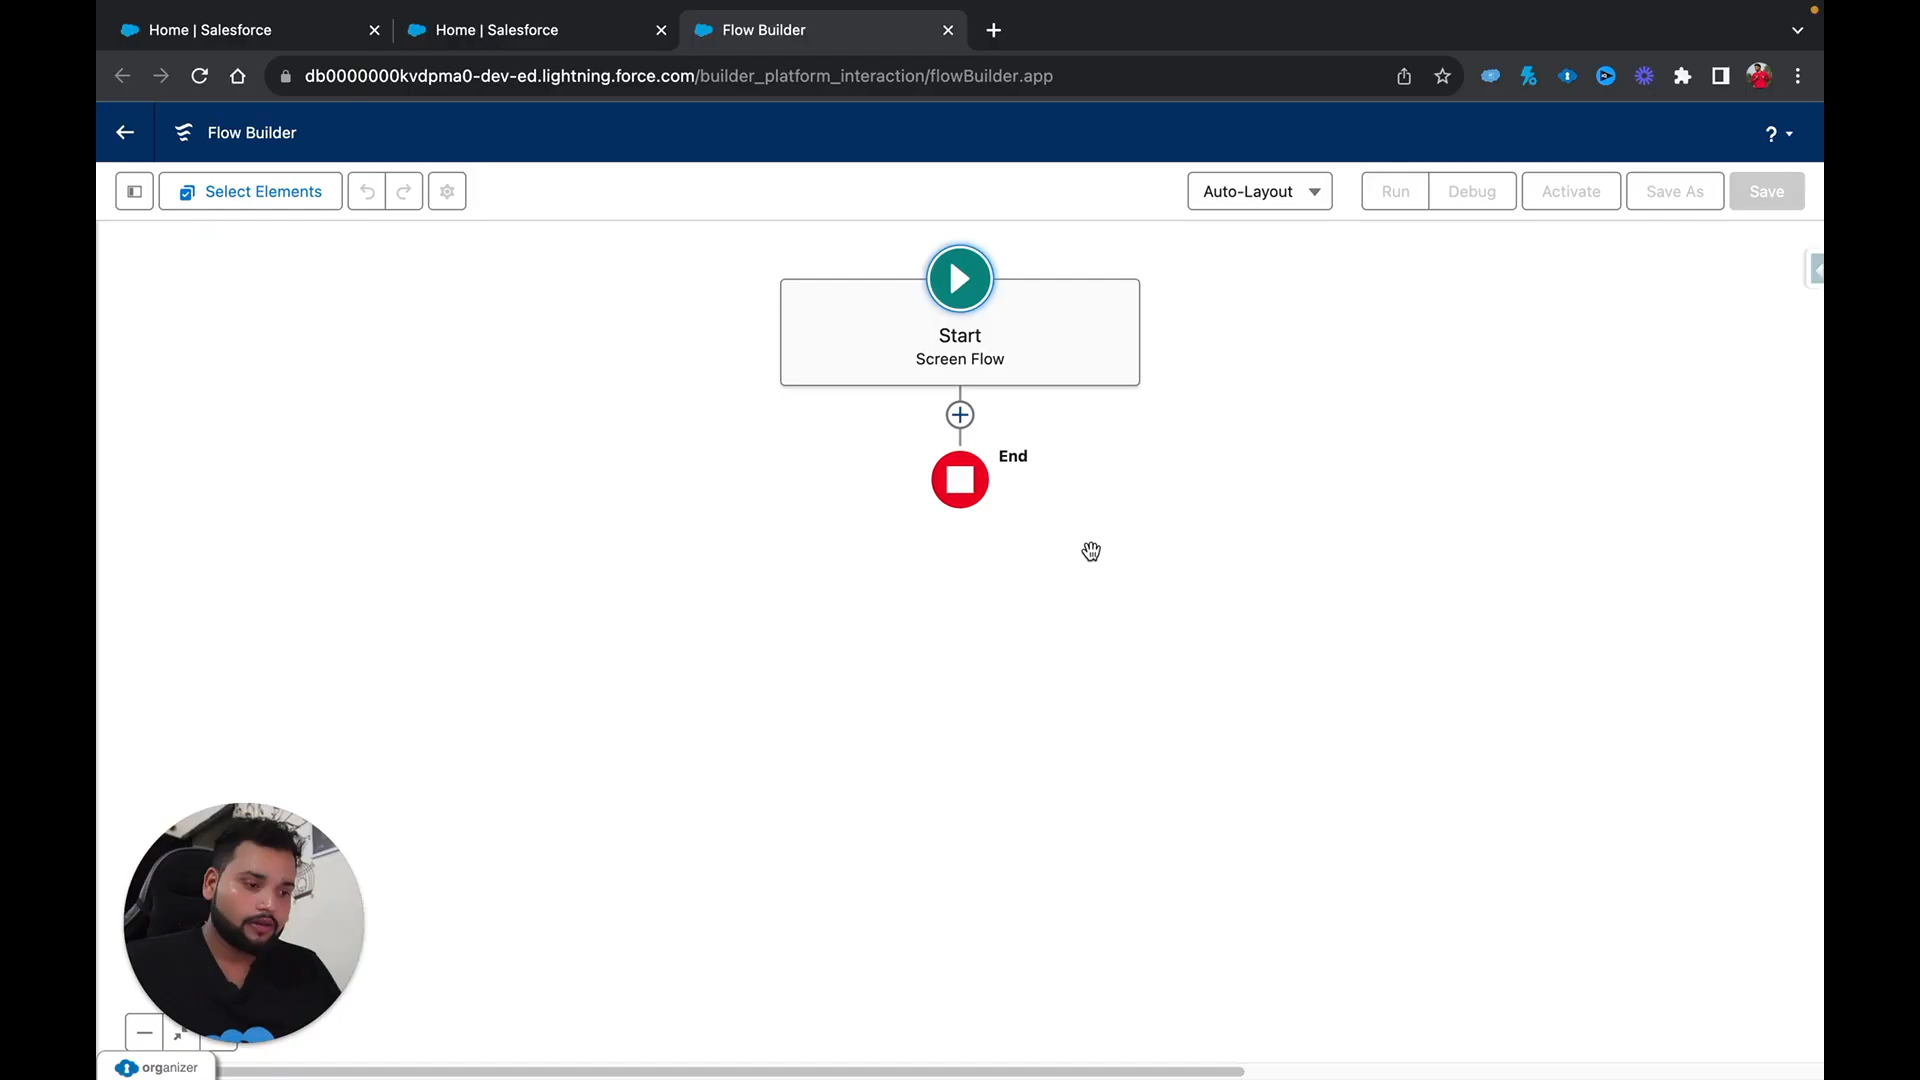 Home | Salesforce
Home | Salesforce
Flow Builder
db0000000kvdpma0-dev-ed.lightning.force.com/builder_platform_interaction/flowBuilder.app
Flow Builder
?
Select Elements
Auto-Layout
Run
Debug
Activate
Save As
Save
Start
Screen Flow
End
organizer